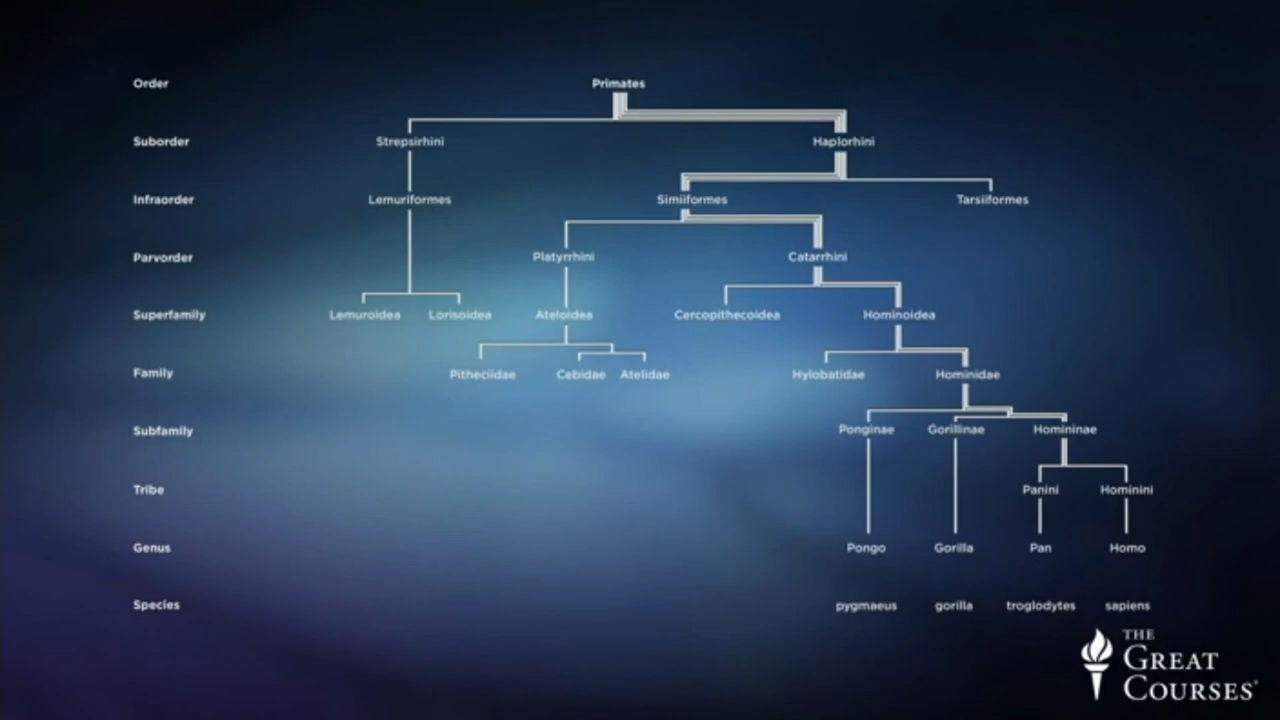 Order Primates
Suborder Strepsirhini Haplorhini
Infraorder Lemuriformes Simiiformes Tarsiiformes
Parvorder Platyrrhini Catarrhini
Superfamily Lemuroidea Lorisoidea Ateloidea Cercopithecoidea Hominoidea
Family Pitheciidae Cebidae Atelidae Hylobatidae Hominidae
Subfamily Ponginae Gorillinae Homininae
Tribe Panini Hominini
Genus Pongo Gorilla Pan Homo
Species pygmaeus gorilla troglodytes sapiens
THE
GREAT
COURSES®